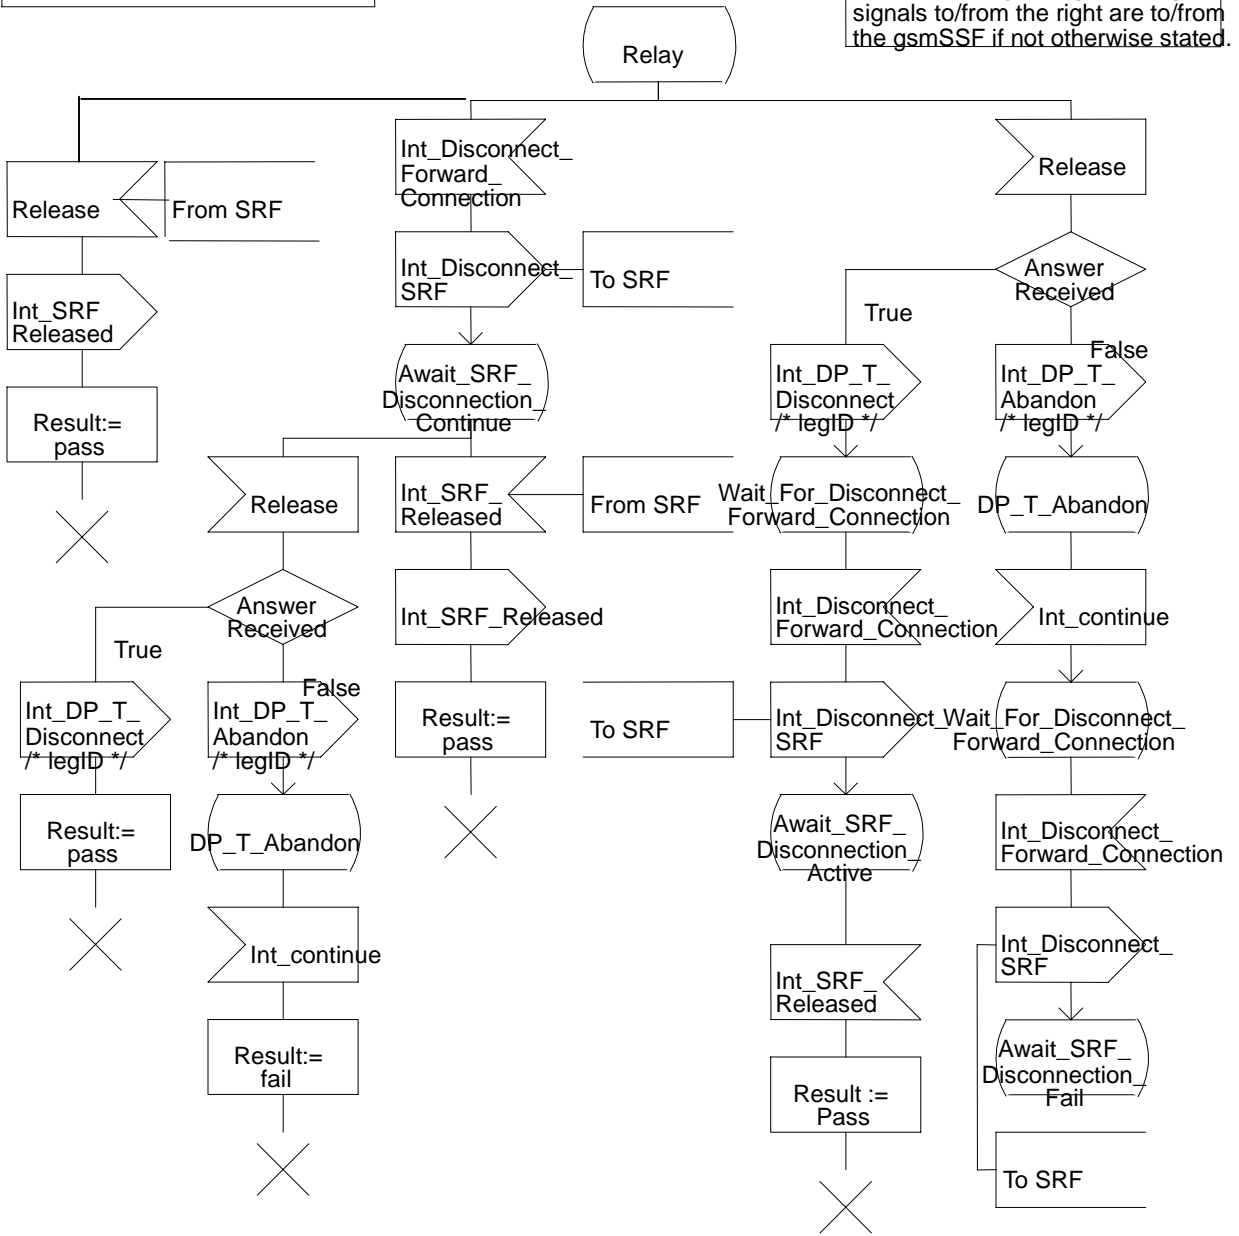 signals to/from the right are to/from
the gsmSSF if not otherwise stated.
Relay
Release
From SRF
Int_SRF
Released
Result:=
pass
Int_Disconnect_
Forward_
Connection
Int_Disconnect_
SRF
To SRF
Await_SRF_
Disconnection_
Continue
Release
Answer
Received
True
False
Int_DP_T_
Disconnect
/* legID */
Result:=
pass
Int_DP_T_
Abandon
/* legID */
DP_T_Abandon
Int_continue
Result:=
fail
Int_SRF_
Released
From SRF
Int_SRF_Released
Result:=
pass
Release
Answer
Received
True
False
Int_DP_T_
Disconnect
/* legID */
Wait_For_Disconnect_
Forward_Connection
Int_Disconnect_
Forward_Connection
Int_Disconnect_
SRF
To SRF
Await_SRF_
Disconnection_
Active
Int_SRF_
Released
Result :=
Pass
Int_DP_T_
Abandon
/* legID */
DP_T_Abandon
Int_continue
Wait_For_Disconnect_
Forward_Connection
Int_Disconnect_
Forward_Connection
Int_Disconnect_
SRF
Await_SRF_
Disconnection_
Fail
To SRF